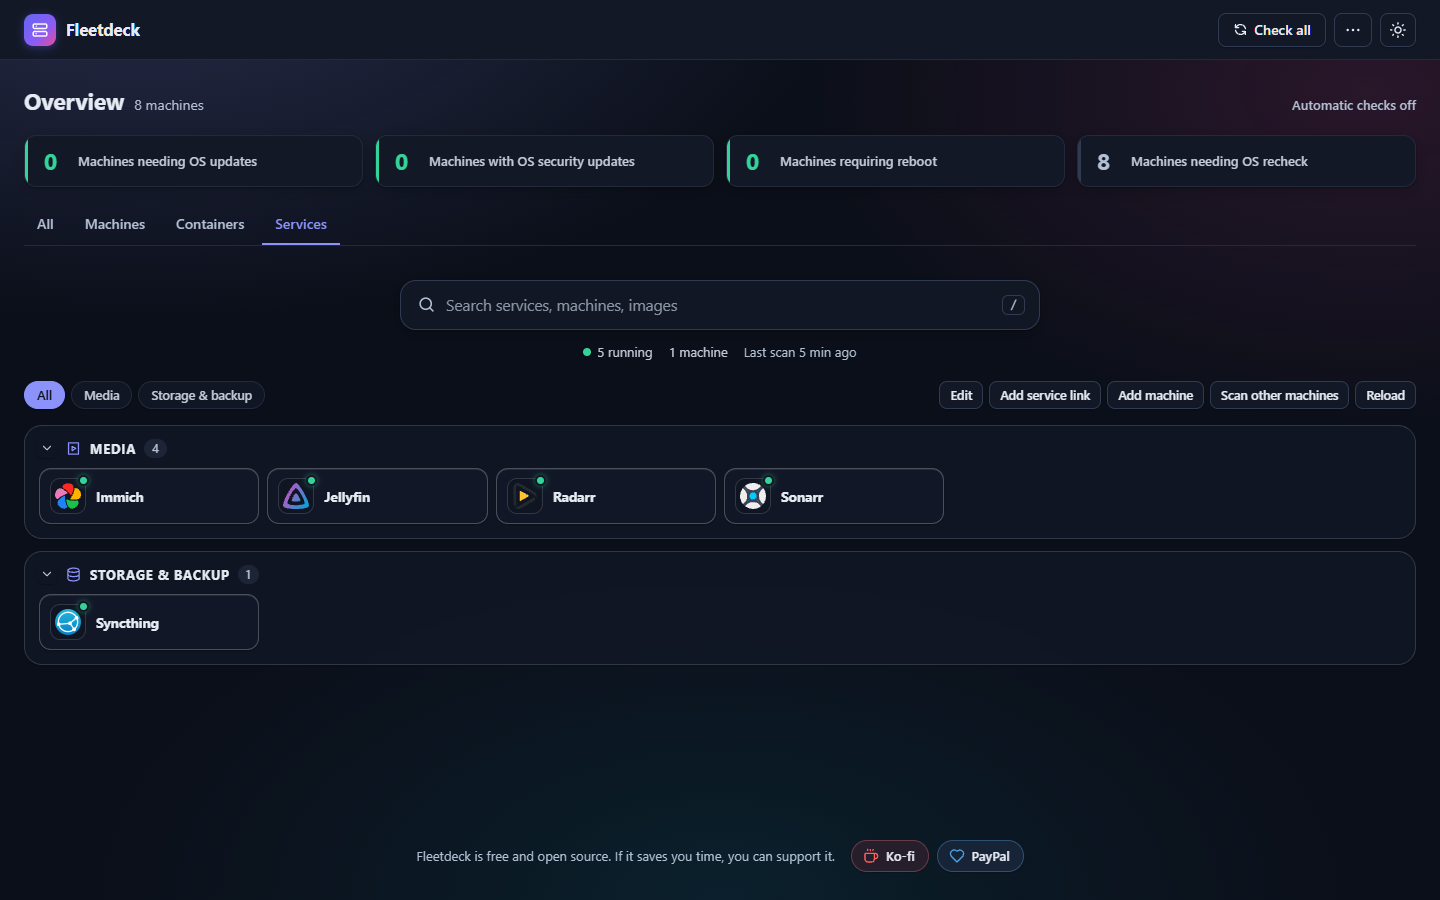 Fleetdeck
Check all
Overview 8 machines
Automatic checks off
0 Machines needing OS updates
0 Machines with OS security updates
0 Machines requiring reboot
8 Machines needing OS recheck
All Machines Containers Services
Search services, machines, images /
5 running 1 machine Last scan 5 min ago
All Media Storage & backup
Edit Add service link Add machine Scan other machines Reload
MEDIA 4
Immich Jellyfin Radarr Sonarr
STORAGE & BACKUP 1
Syncthing
Fleetdeck is free and open source. If it saves you time, you can support it. Ko-fi PayPal